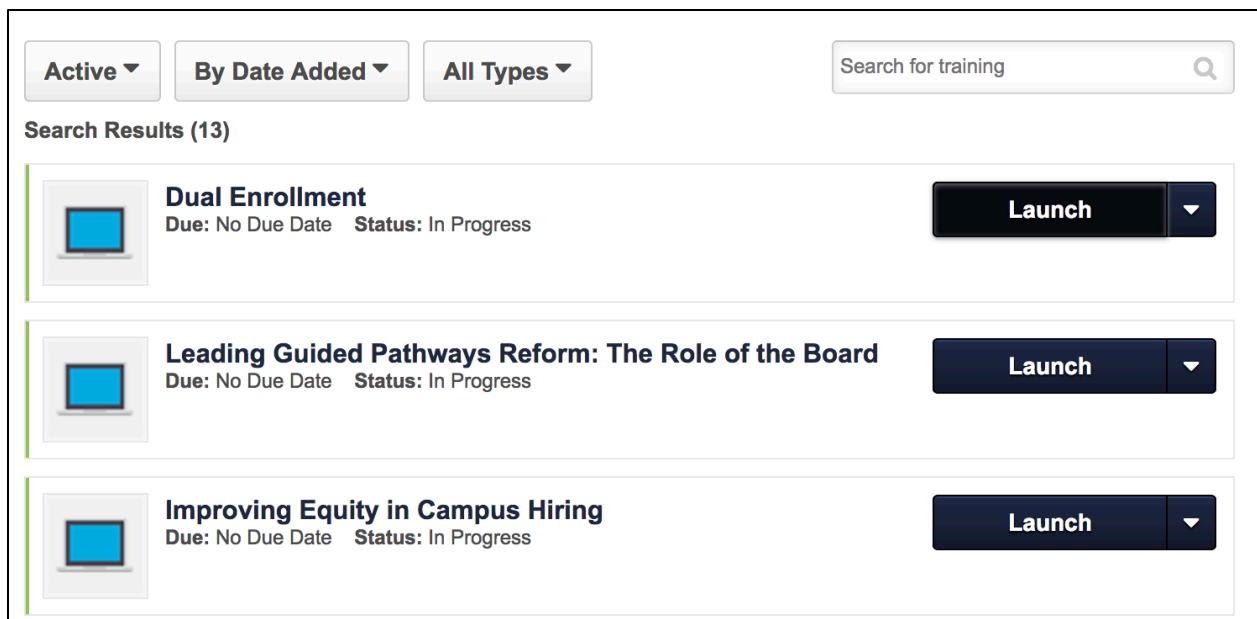 Active
By Date Added
All Types
Search for training
Search Results (13)
Dual Enrollment
Due: No Due Date Status: In Progress
Launch
Leading Guided Pathways Reform: The Role of the Board
Due: No Due Date Status: In Progress
Launch
Improving Equity in Campus Hiring
Due: No Due Date Status: In Progress
Launch